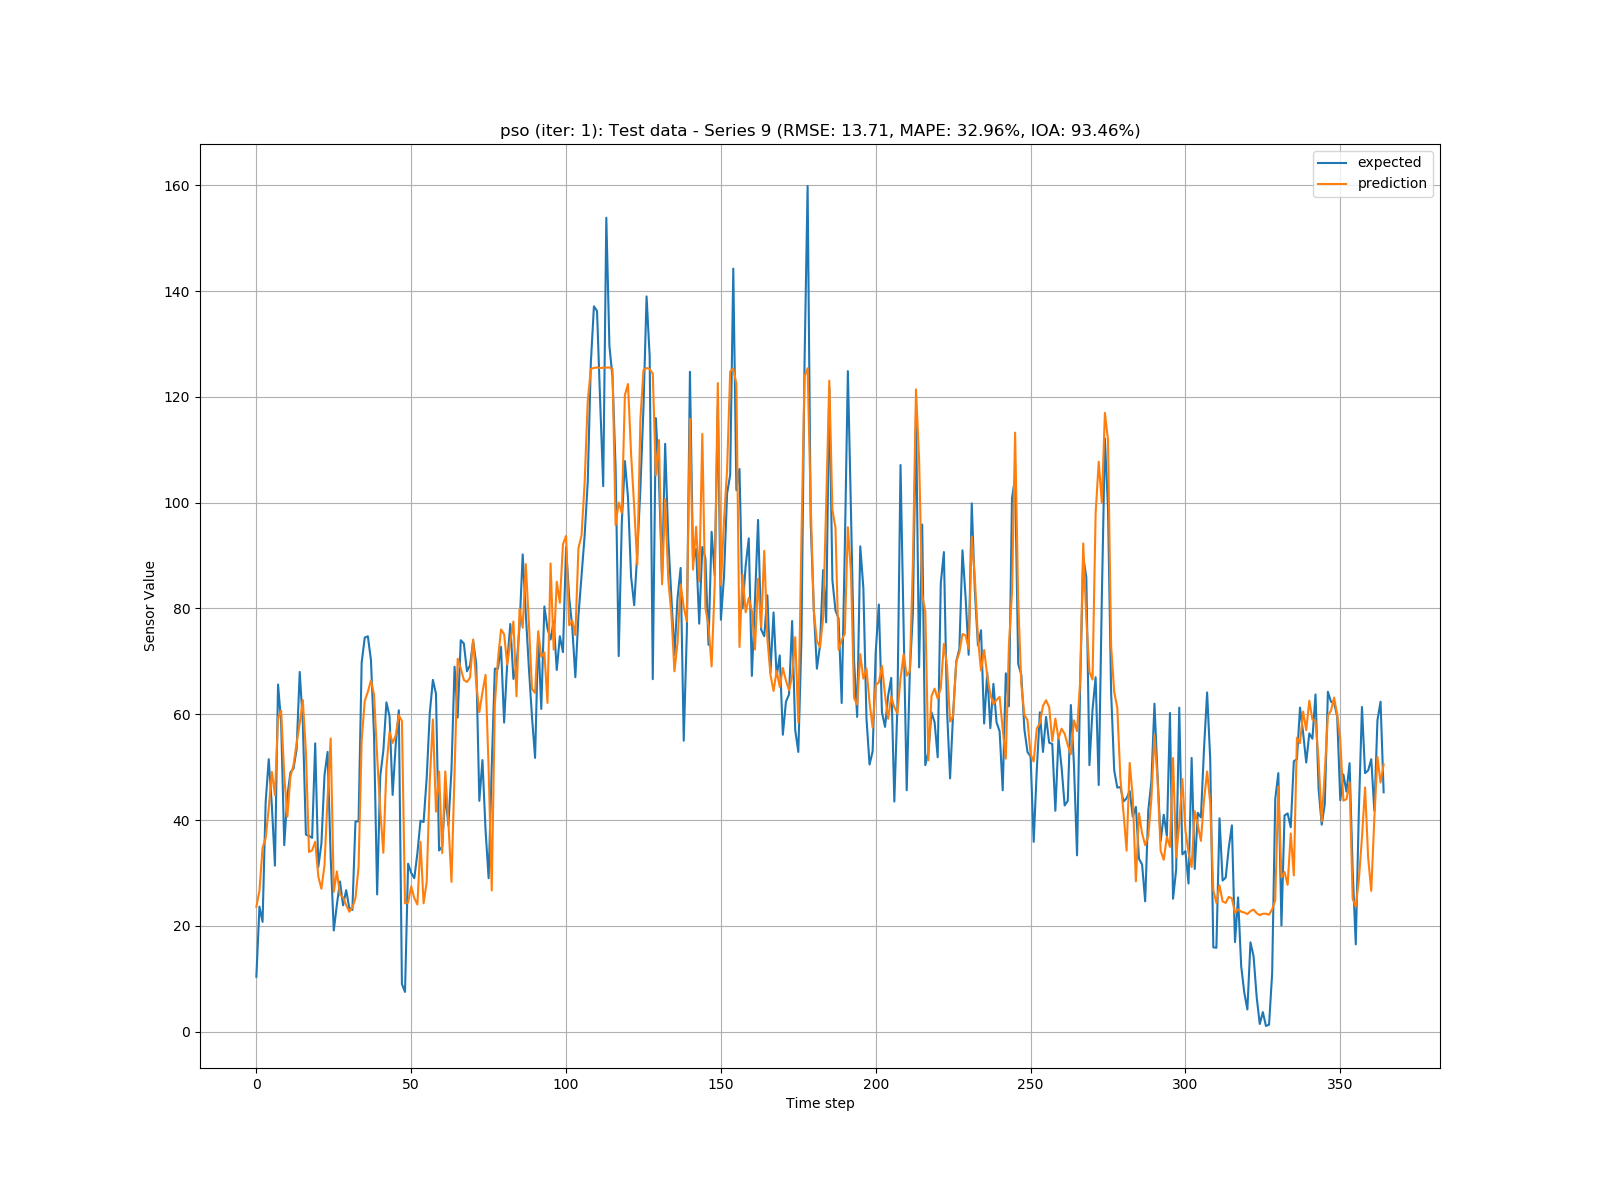 pso (iter: 1): Test data - Series 9 (RMSE: 13.71, MAPE: 32.96%, IOA: 93.46%)
expected
prediction
160
140
120
100
80
60
40
20
0
Sensor Value
0 50 100 150 200 250 300 350
Time step